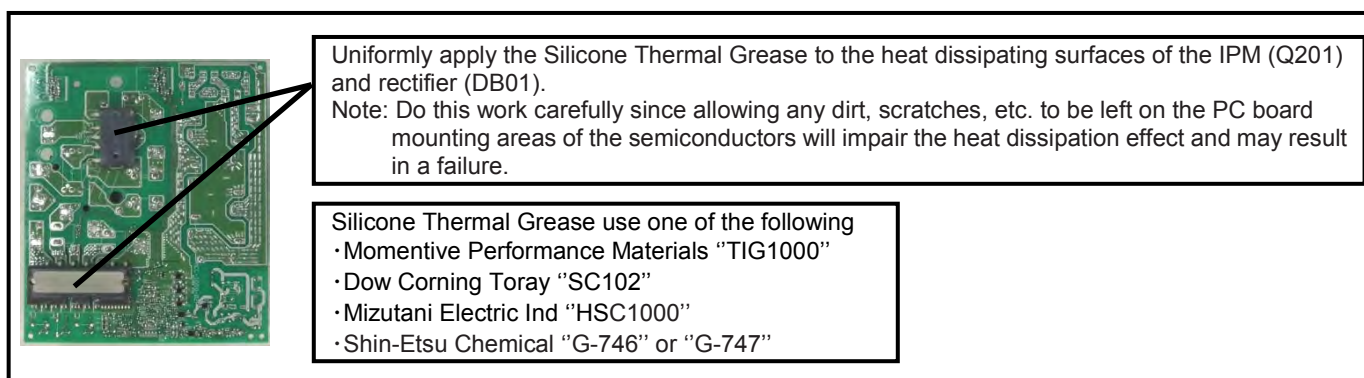 Uniformly apply the Silicone Thermal Grease to the heat dissipating surfaces of the IPM (Q201)
and rectifier (DB01).
Note: Do this work carefully since allowing any dirt, scratches, etc. to be left on the PC board
mounting areas of the semiconductors will impair the heat dissipation effect and may result
in a failure.
Silicone Thermal Grease use one of the following
･Momentive Performance Materials ‘’TIG1000’’
･Dow Corning Toray ‘’SC102’’
･Mizutani Electric Ind ‘’HSC1000’’
･Shin-Etsu Chemical ‘’G-746’’ or ‘’G-747’’